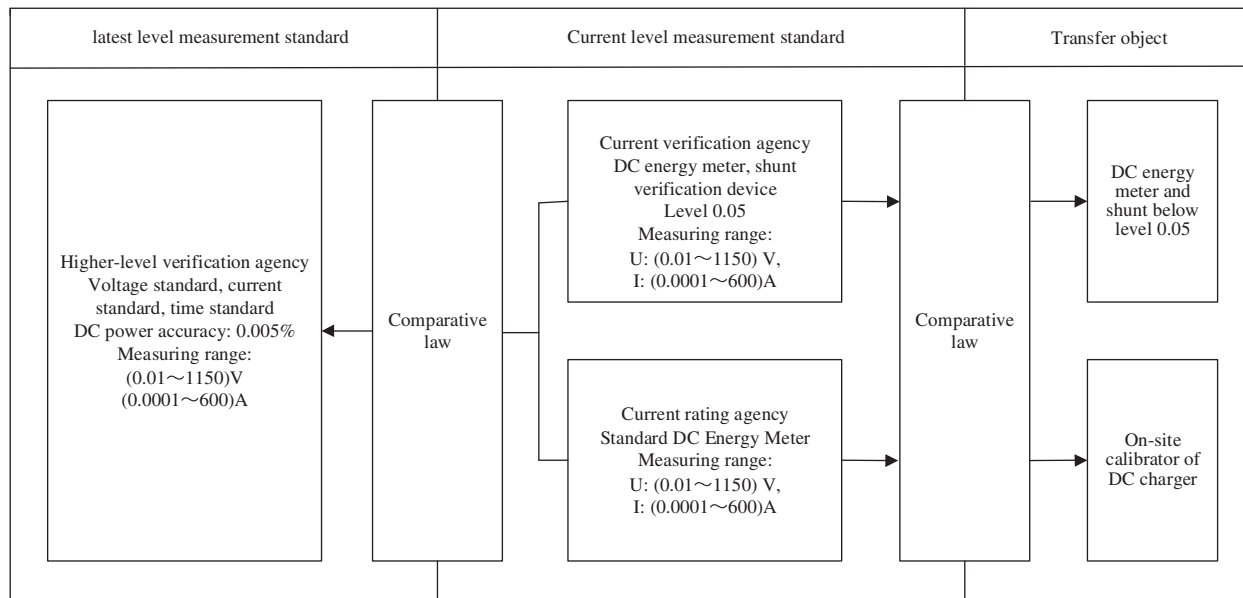 latest level measurement standard
Current level measurement standard
Transfer object
Higher-level verification agency
Voltage standard, current
standard, time standard
DC power accuracy: 0.005%
Measuring range:
(0.01～1150)V
(0.0001～600)A
Comparative
law
Current verification agency
DC energy meter, shunt
verification device
Level 0.05
Measuring range:
U: (0.01～1150) V,
I: (0.0001～600)A
Current rating agency
Standard DC Energy Meter
Measuring range:
U: (0.01～1150) V,
I: (0.0001～600)A
Comparative
law
DC energy
meter and
shunt below
level 0.05
On-site
calibrator of
DC charger